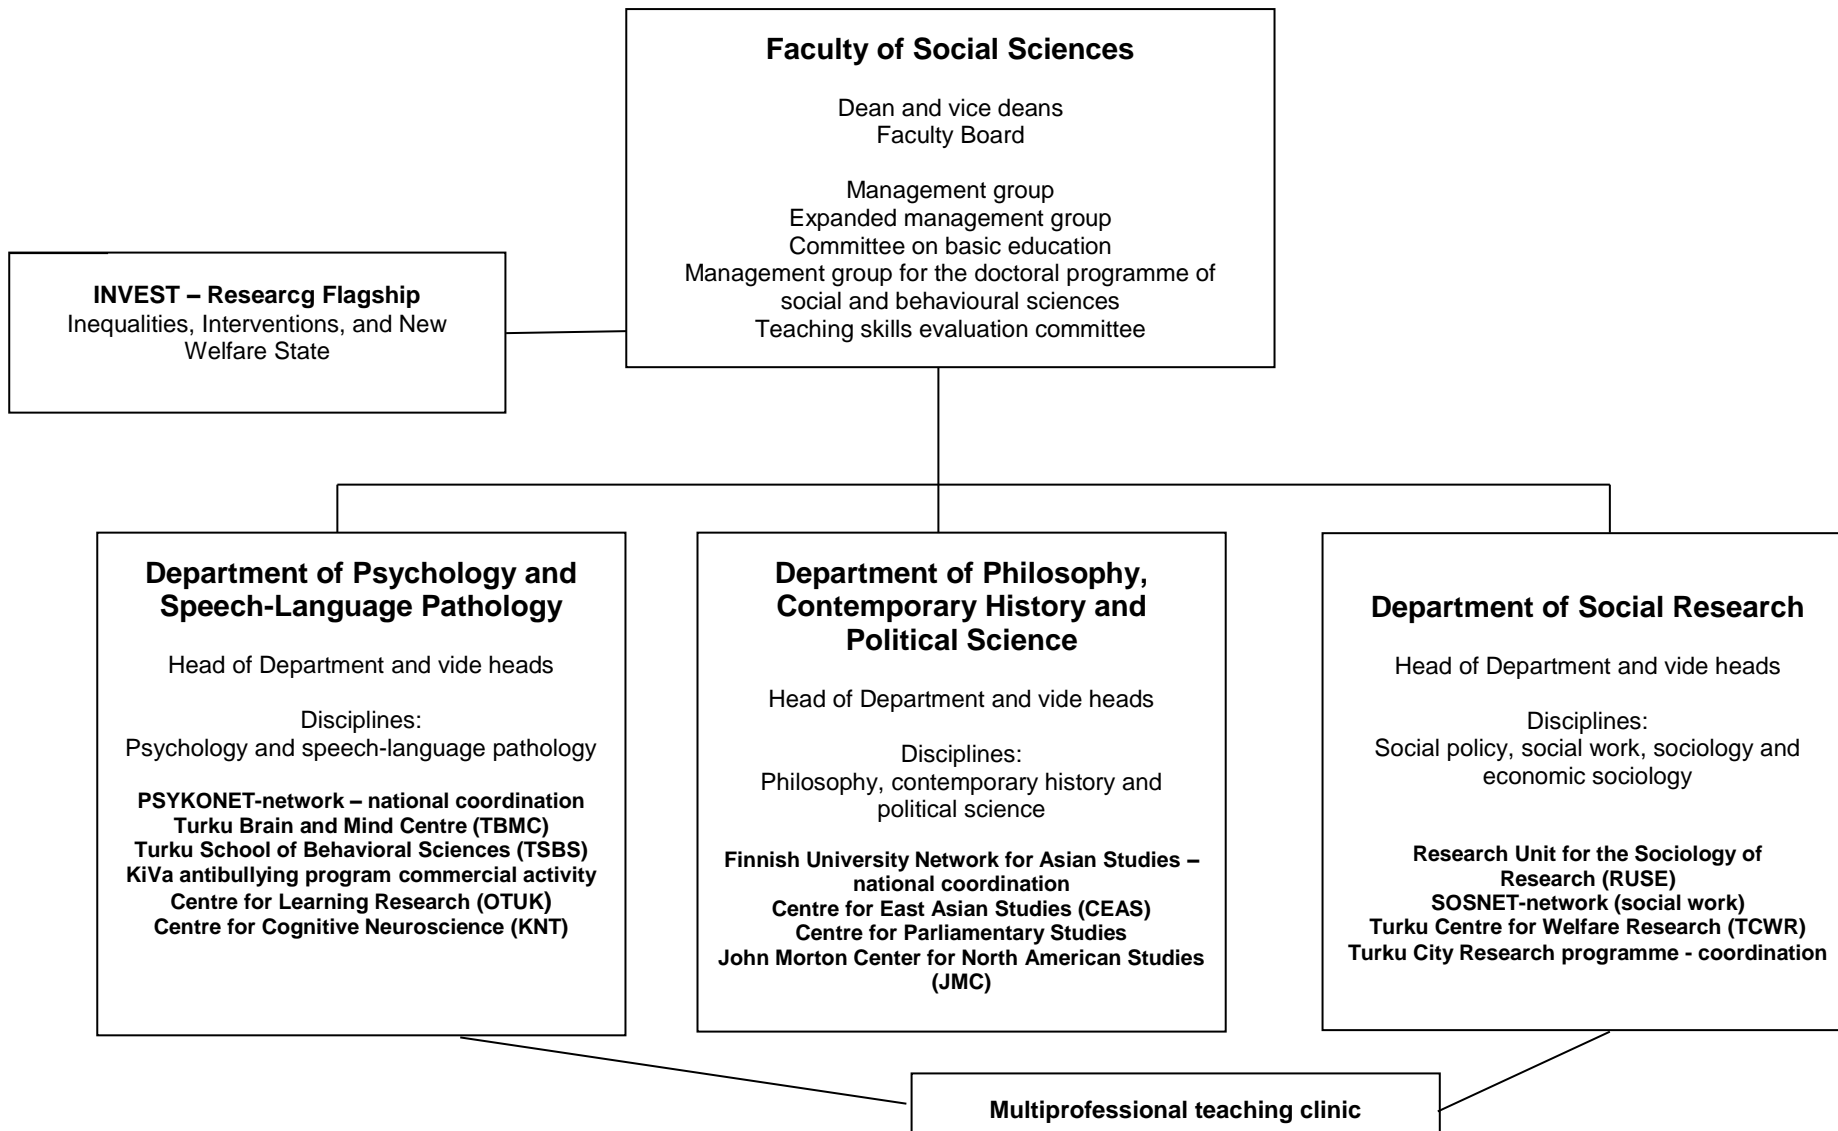 Faculty of Social Sciences
Dean and vice deans
Faculty Board
Management group
Expanded management group
Committee on basic education
Management group for the doctoral programme of
social and behavioural sciences
Teaching skills evaluation committee
INVEST – Researcg Flagship
Inequalities, Interventions, and New
Welfare State
Department of Psychology and
Speech-Language Pathology
Head of Department and vide heads
Disciplines:
Psychology and speech-language pathology
PSYKONET-network – national coordination
Turku Brain and Mind Centre (TBMC)
Turku School of Behavioral Sciences (TSBS)
KiVa antibullying program commercial activity
Centre for Learning Research (OTUK)
Centre for Cognitive Neuroscience (KNT)
Department of Philosophy,
Contemporary History and
Political Science
Head of Department and vide heads
Disciplines:
Philosophy, contemporary history and
political science
Finnish University Network for Asian Studies –
national coordination
Centre for East Asian Studies (CEAS)
Centre for Parliamentary Studies
John Morton Center for North American Studies
(JMC)
Department of Social Research
Head of Department and vide heads
Disciplines:
Social policy, social work, sociology and
economic sociology
Research Unit for the Sociology of
Research (RUSE)
SOSNET-network (social work)
Turku Centre for Welfare Research (TCWR)
Turku City Research programme - coordination
Multiprofessional teaching clinic